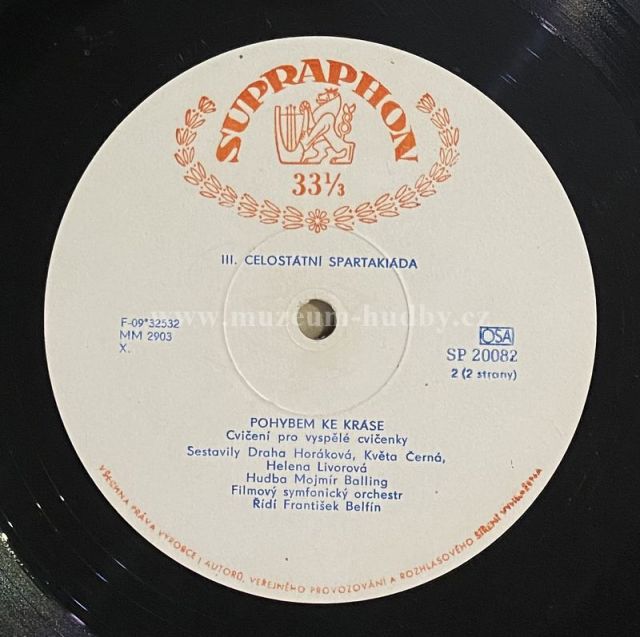 SUPRAPHON
33⅓
III. CELOSTÁTNI SPARTAKIÁDA
F-09*32532
MM 2903
X.
OSA
SP 20082
2 (2 strany)
www.muzeum-hudby.cz
POHYBEM KE KRÁSE
Cvičení pro vyspělé cvičenky
Sestavily Draha Horáková, Květa Černá,
Helena Livorová
Hudba Mojmír Balling
Filmový symfonický orchestr
Řídí František Belfín
VŠECHNA PRÁVA VÝROBCE I AUTORŮ, VEŘEJNÉHO PROVOZOVÁNÍ A ROZHLASOVÉHO ŠÍŘENÍ VYHRAZENA